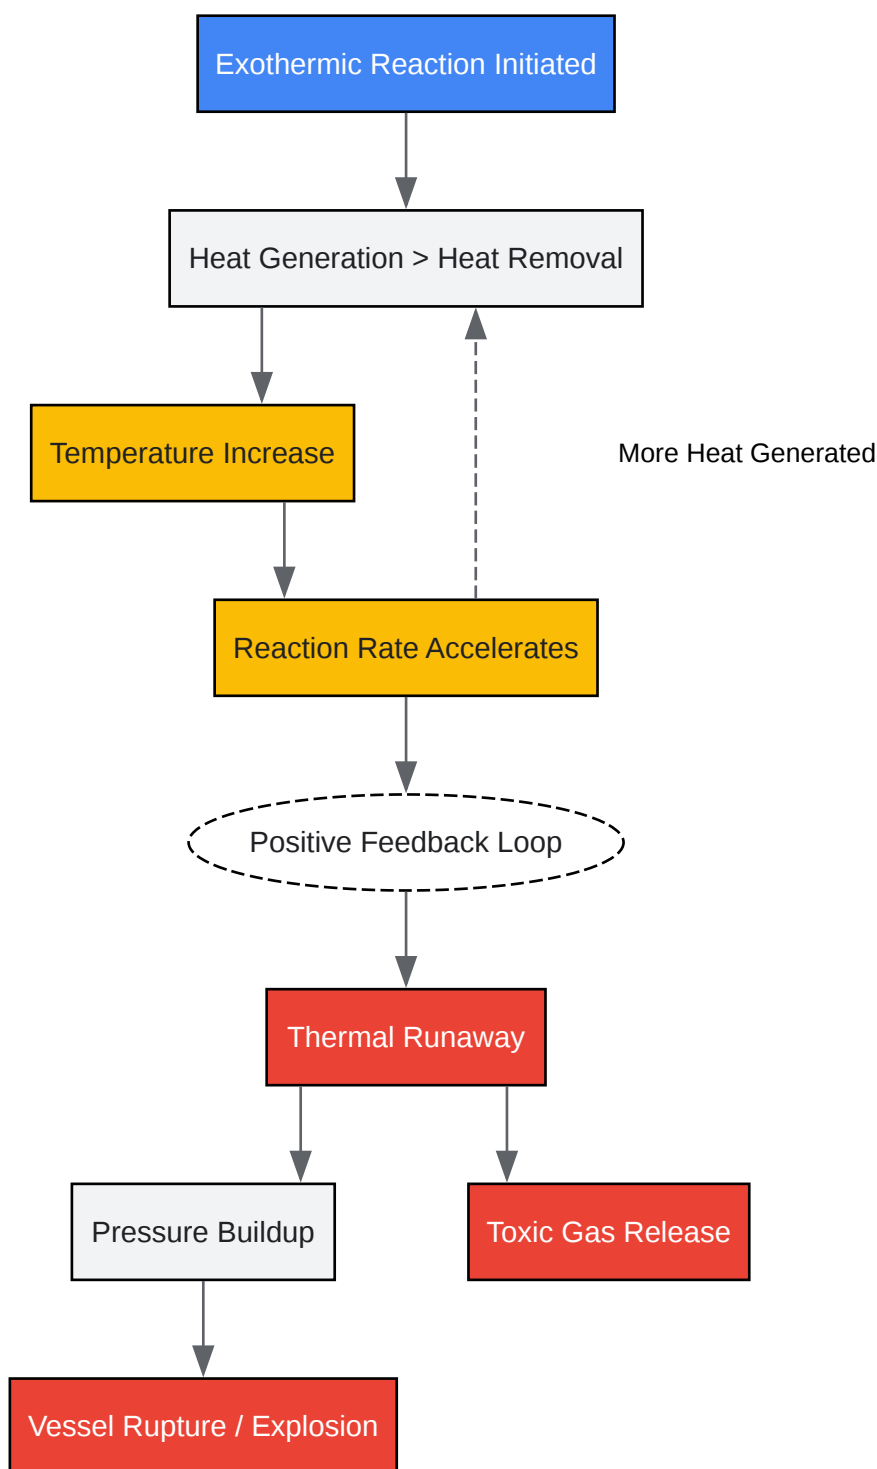 Exothermic Reaction Initiated
Heat Generation > Heat Removal
Temperature Increase
More Heat Generated
Reaction Rate Accelerates
Positive Feedback Loop
Thermal Runaway
Pressure Buildup
Toxic Gas Release
Vessel Rupture / Explosion